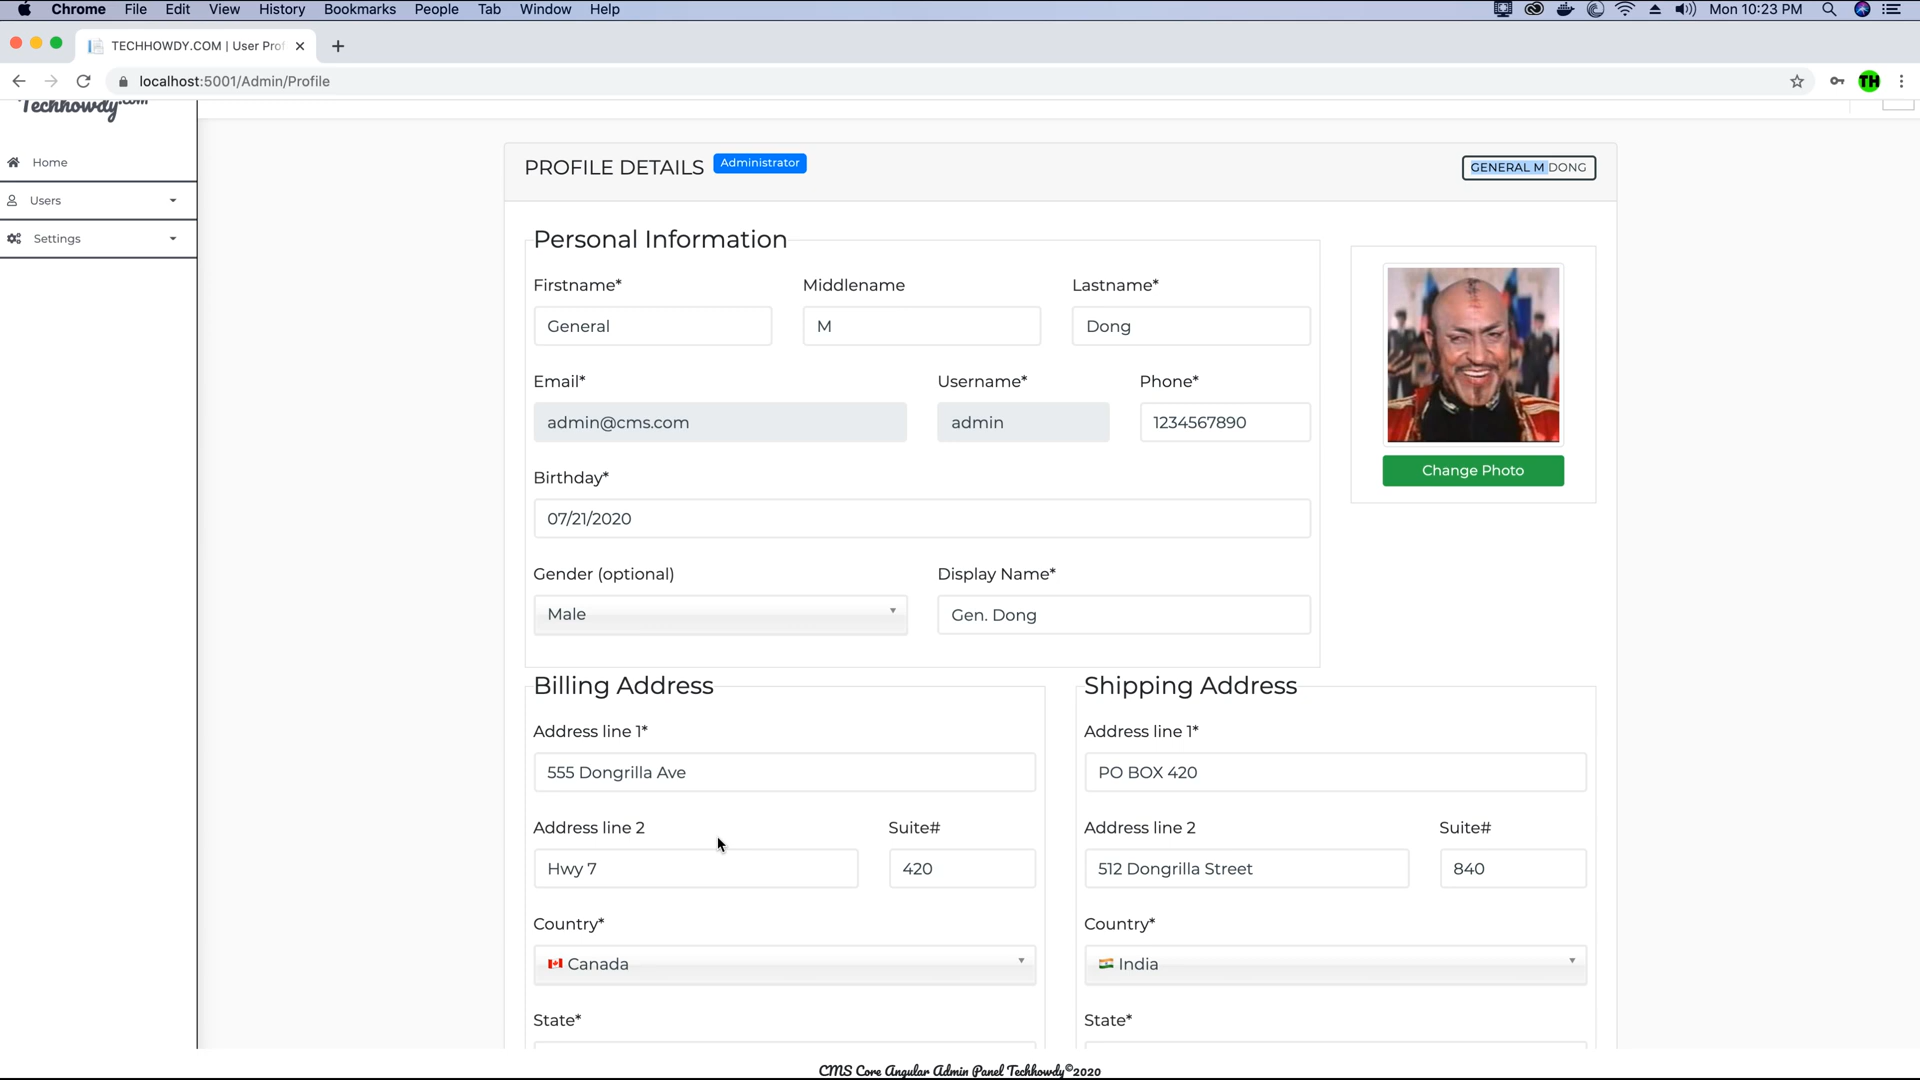 Chrome File Edit View History Bookmarks People Tab Window Help Mon 10:23 PM
TECHHOWDY.COM | User Prof
localhost:5001/Admin/Profile TH
Techhowdy.com
Home
Users
Settings
PROFILE DETAILS Administrator GENERAL M DONG
Personal Information
Firstname* Middlename Lastname*
General M Dong
Email* Username* Phone*
admin@cms.com admin 1234567890
Change Photo
Birthday*
07/21/2020
Gender (optional) Display Name*
Male Gen. Dong
Billing Address Shipping Address
Address line 1* Address line 1*
555 Dongrilla Ave PO BOX 420
Address line 2 Suite# Address line 2 Suite#
Hwy 7 420 512 Dongrilla Street 840
Country* Country*
Canada India
State* State*
CMS Core Angular Admin Panel Techhowdy©2020